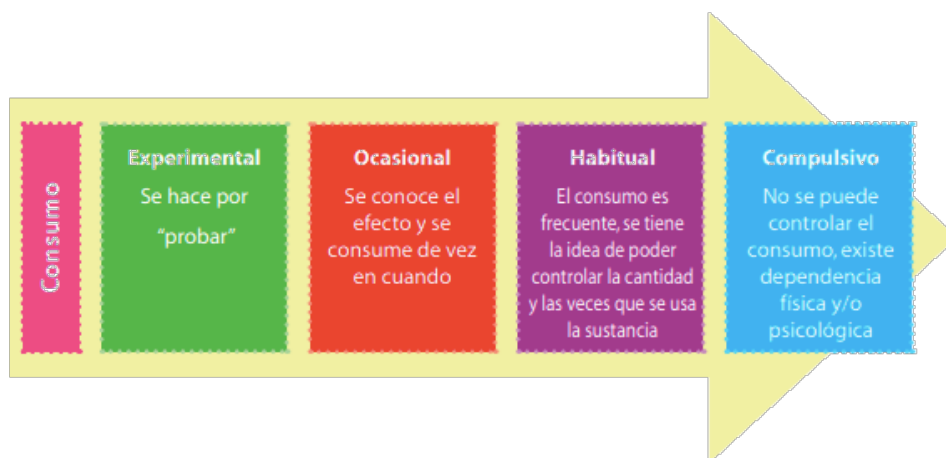 Consumo
Experimental
Se hace por
“probar”
Ocasional
Se conoce el
efecto y se
consume de vez
en cuando
Habitual
El consumo es
frecuente, se tiene
la idea de poder
controlar la cantidad
y las veces que se usa
la sustancia
Compulsivo
No se puede
controlar el
consumo, existe
dependencia
física y/o
psicológica